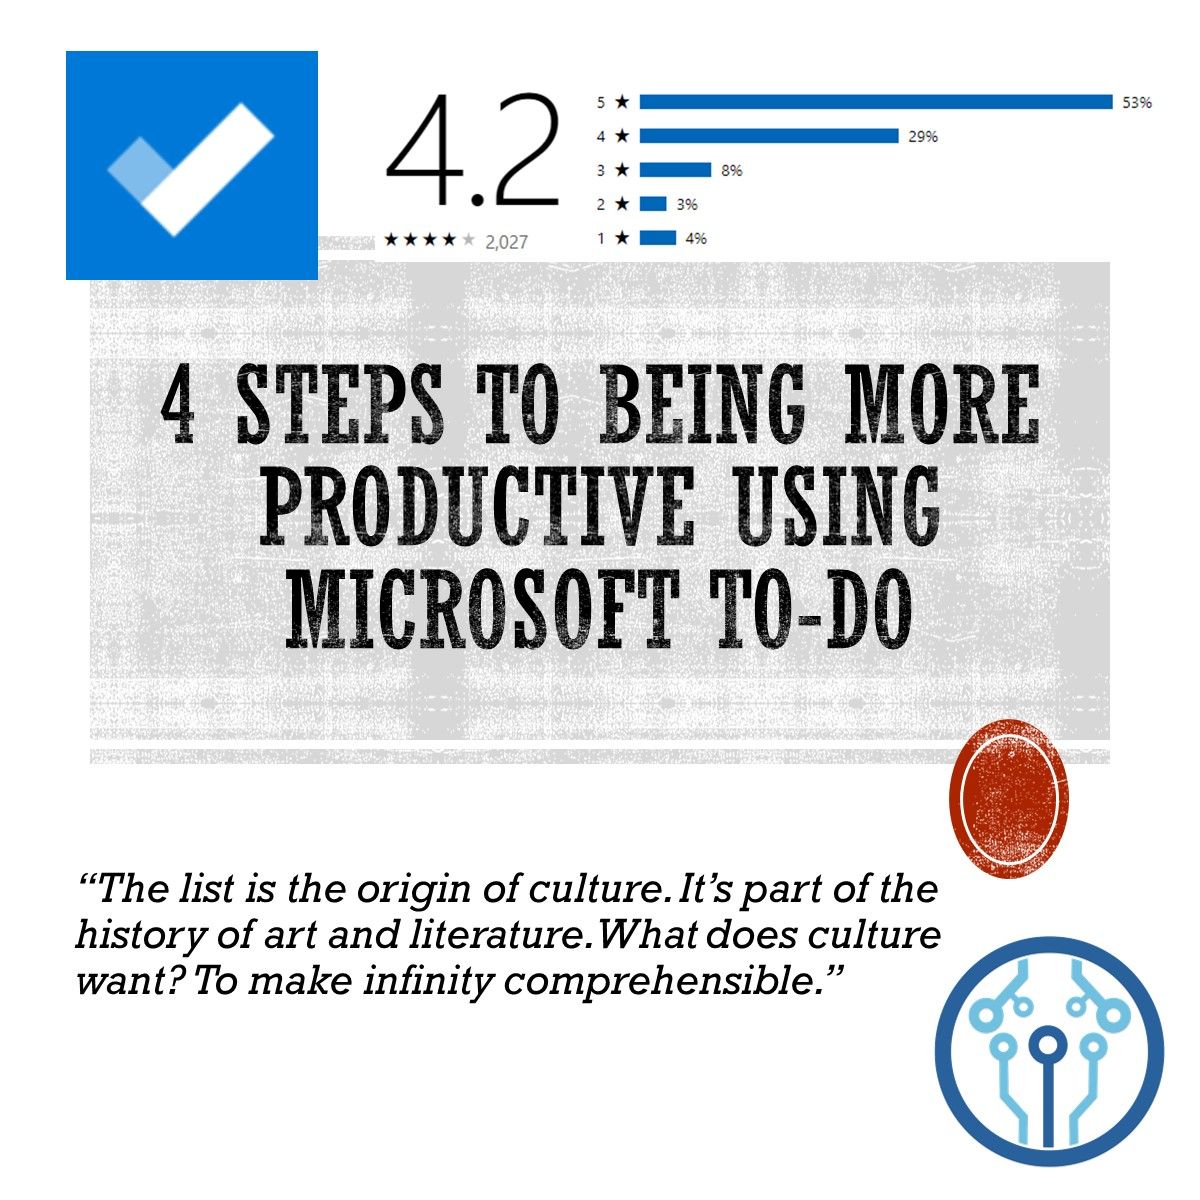 4.2
★★★★★ 2,027
5 ★ 53%
4 ★ 29%
3 ★ 8%
2 ★ 3%
1 ★ 4%
4 STEPS TO BEING MORE
PRODUCTIVE USING
MICROSOFT TO-DO
“The list is the origin of culture. It’s part of the
history of art and literature. What does culture
want? To make infinity comprehensible.”